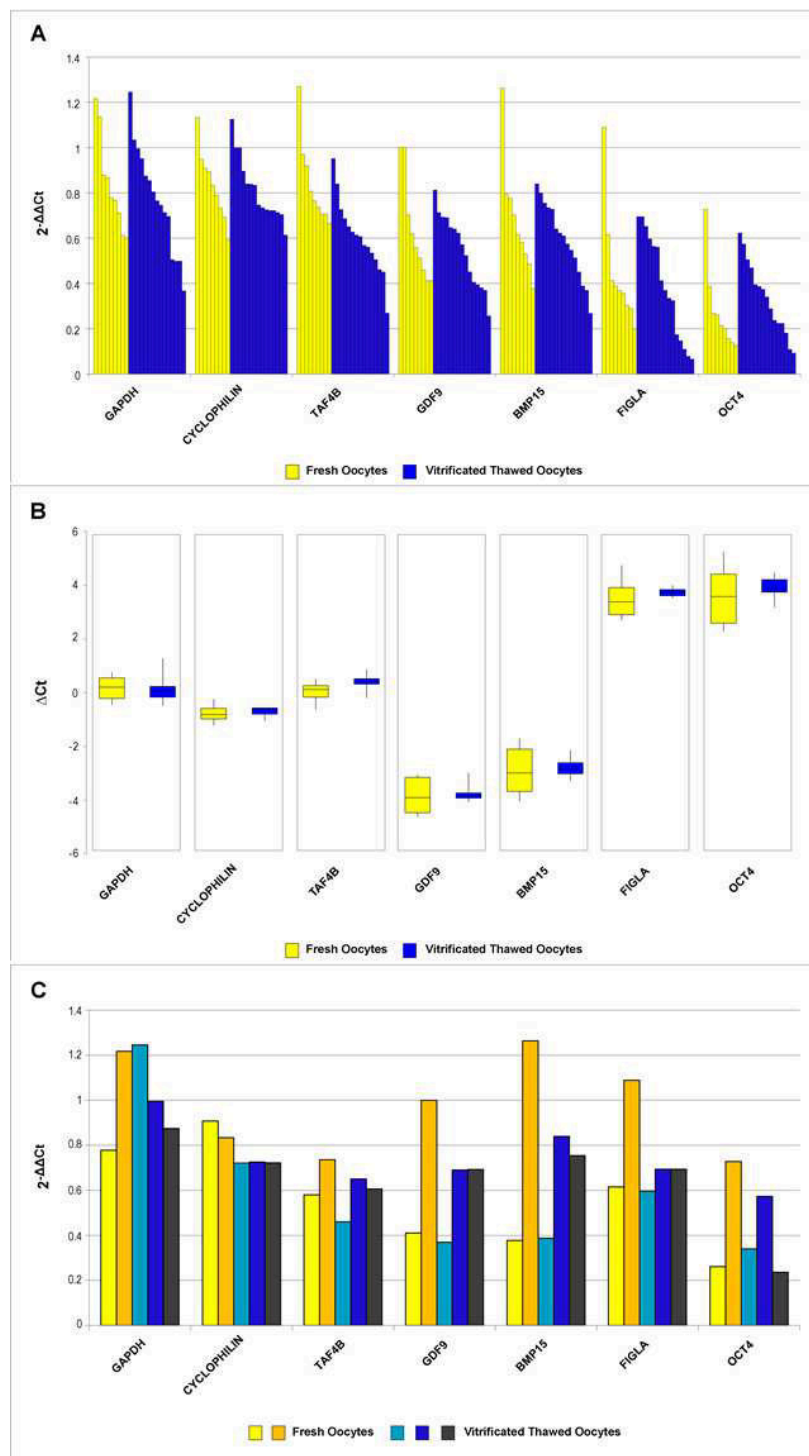 A
1.4
1.2
1
0.8
0.6
0.4
0.2
0
2-ΔΔCt
GAPDH
CYCLOPHILIN
TAF4B
GDF9
BMP15
FIGLA
OCT4
Fresh Oocytes Vitrificated Thawed Oocytes
B
6
4
2
0
-2
-4
-6
ΔCt
GAPDH
CYCLOPHILIN
TAF4B
GDF9
BMP15
FIGLA
OCT4
Fresh Oocytes Vitrificated Thawed Oocytes
C
1.4
1.2
1
0.8
0.6
0.4
0.2
0
2-ΔΔCt
GAPDH
CYCLOPHILIN
TAF4B
GDF9
BMP15
FIGLA
OCT4
Fresh Oocytes Vitrificated Thawed Oocytes